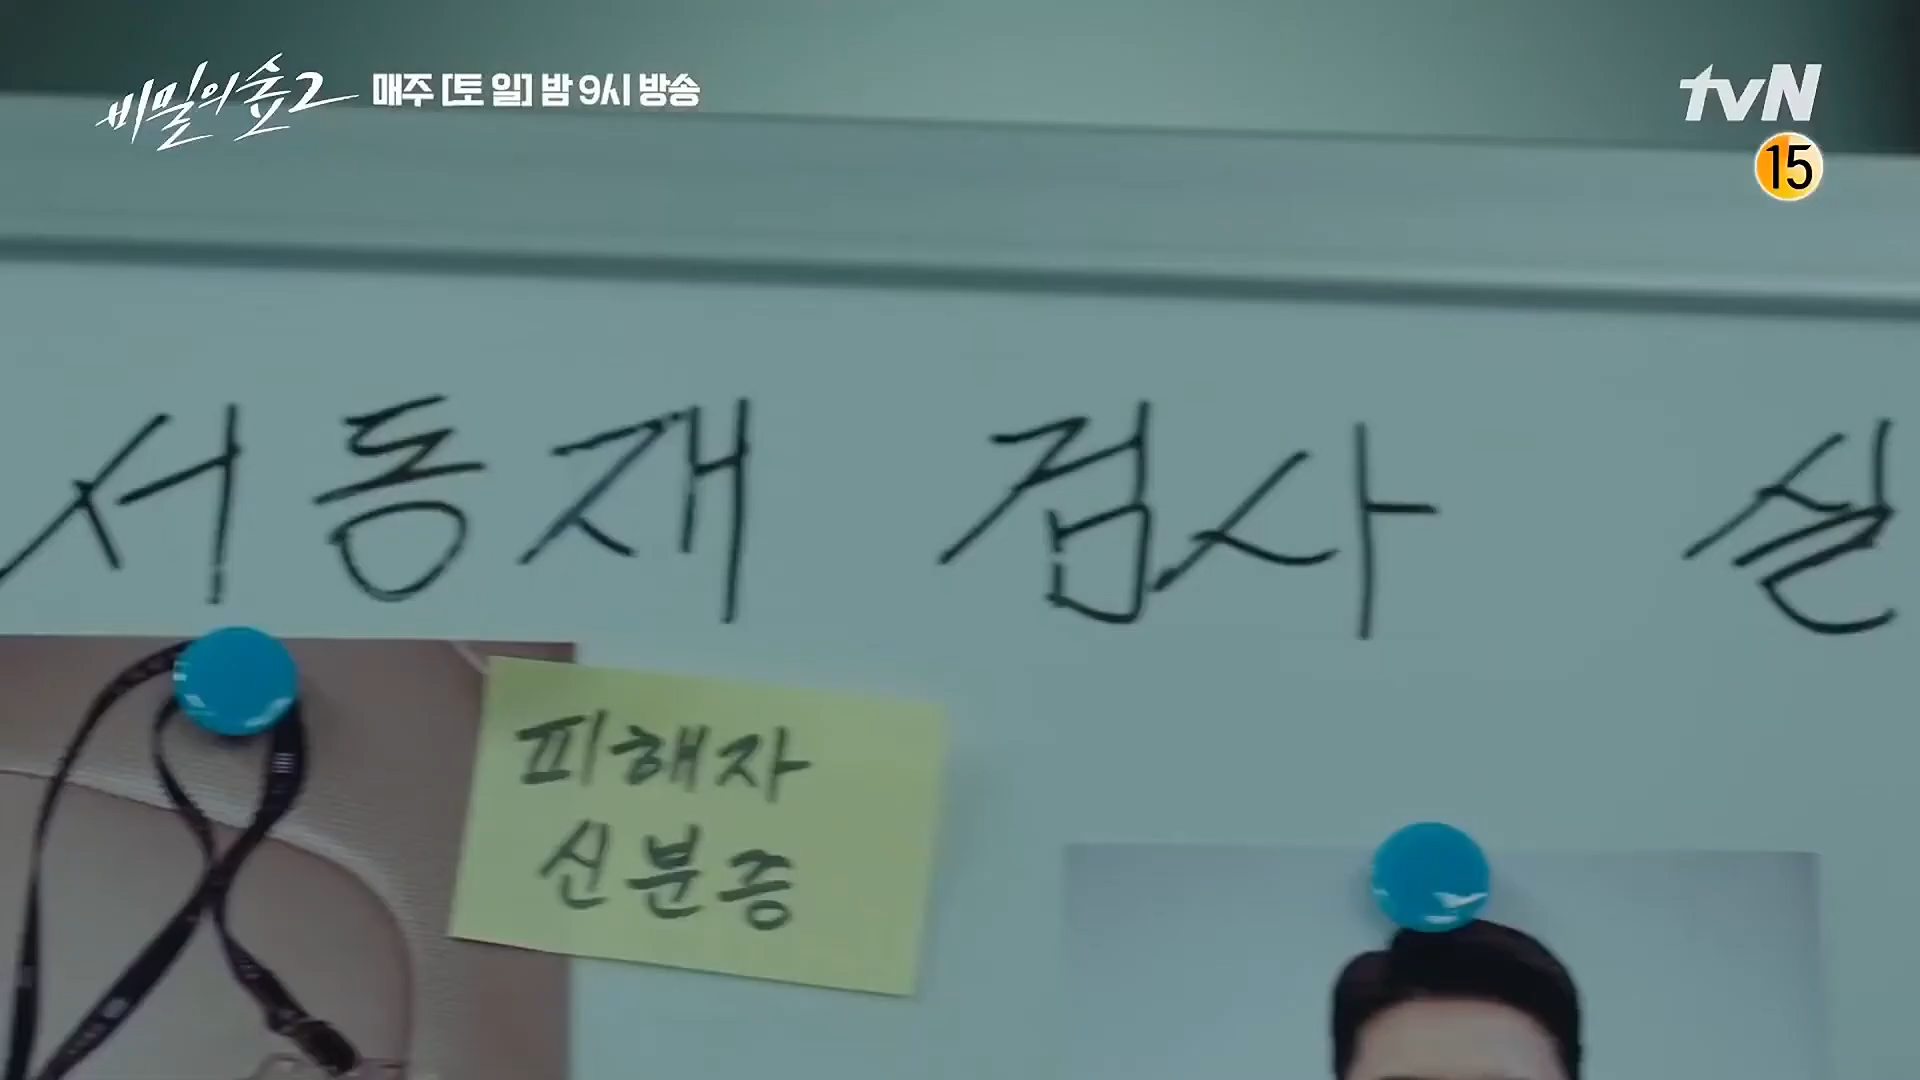 비밀의 숲2 매주 [토 일] 밤 9시 방송
tvN
15
서동재 검사 실
피해자
신분증